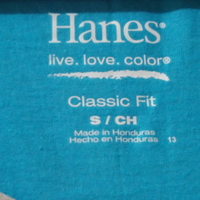 Hanes®
live. love. color®
Classic Fit
S / CH
Made in Honduras
Hecho en Honduras
13